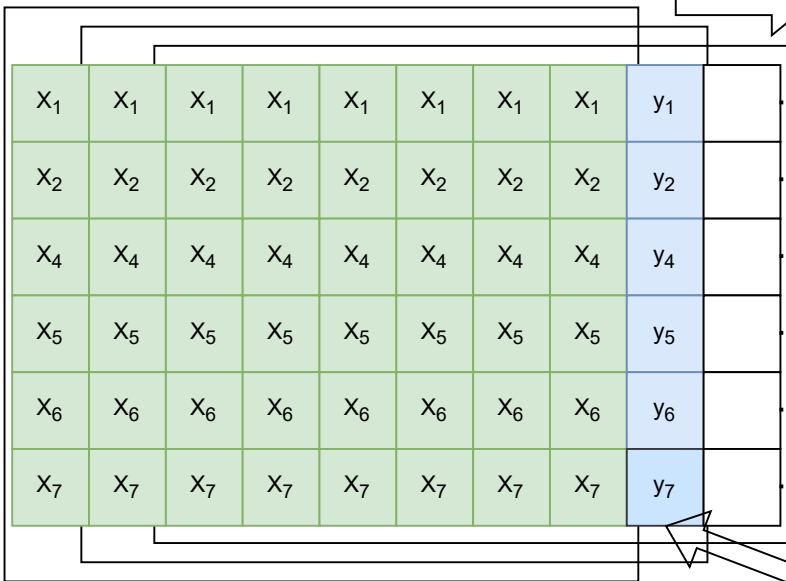 X₁ X₁ X₁ X₁ X₁ X₁ X₁ X₁ y₁
X₂ X₂ X₂ X₂ X₂ X₂ X₂ X₂ y₂
X₄ X₄ X₄ X₄ X₄ X₄ X₄ X₄ y₄
X₅ X₅ X₅ X₅ X₅ X₅ X₅ X₅ y₅
X₆ X₆ X₆ X₆ X₆ X₆ X₆ X₆ y₆
X₇ X₇ X₇ X₇ X₇ X₇ X₇ X₇ y₇